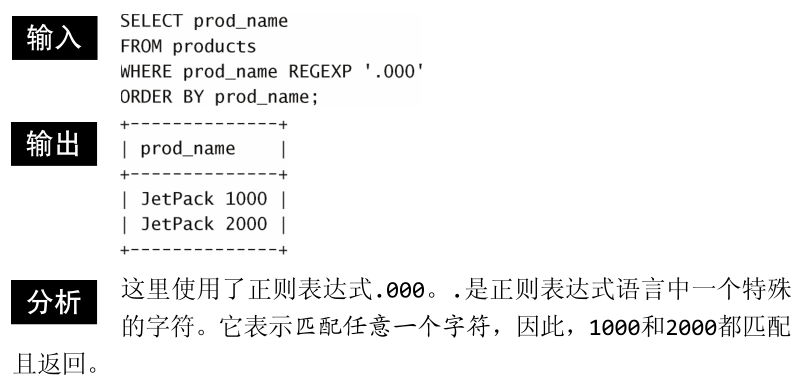 输入
SELECT prod_name
FROM products
WHERE prod_name REGEXP '.000'
ORDER BY prod_name;
输出
+--------------+
| prod_name    |
+--------------+
| JetPack 1000 |
| JetPack 2000 |
+--------------+
分析
这里使用了正则表达式.000。.是正则表达式语言中一个特殊
的字符。它表示匹配任意一个字符，因此，1000和2000都匹配
且返回。